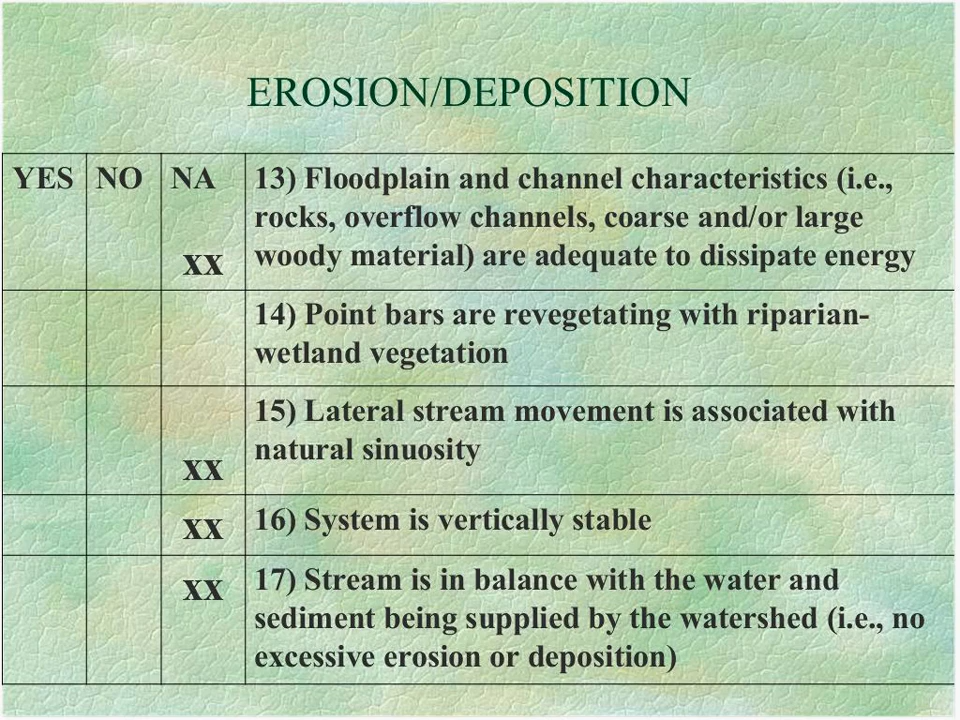 EROSION/DEPOSITION
YES NO NA 13) Floodplain and channel characteristics (i.e.,
rocks, overflow channels, coarse and/or large
xx woody material) are adequate to dissipate energy
14) Point bars are revegetating with riparian-
wetland vegetation
15) Lateral stream movement is associated with
xx natural sinuosity
xx 16) System is vertically stable
xx 17) Stream is in balance with the water and
sediment being supplied by the watershed (i.e., no
excessive erosion or deposition)